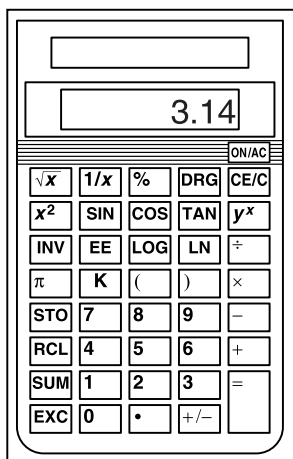 3.14
ON/AC
√x 1/x % DRG CE/C
x² SIN COS TAN yˣ
INV EE LOG LN ÷
π K ( ) ×
STO 7 8 9 −
RCL 4 5 6 +
SUM 1 2 3 =
EXC 0 • +/−